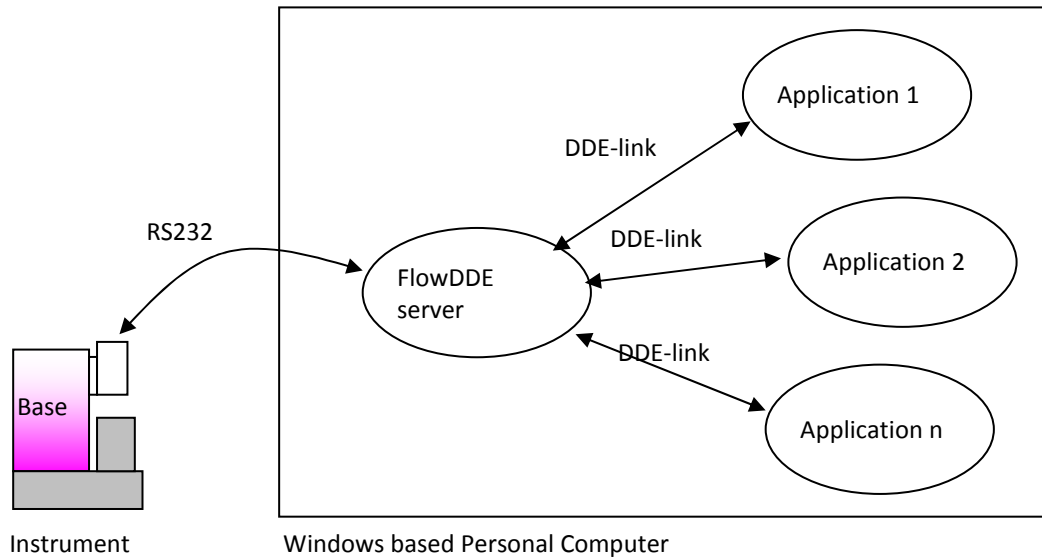 Application 1
DDE-link
RS232
DDE-link
Application 2
FlowDDE
server
DDE-link
Base
Application n
Instrument
Windows based Personal Computer